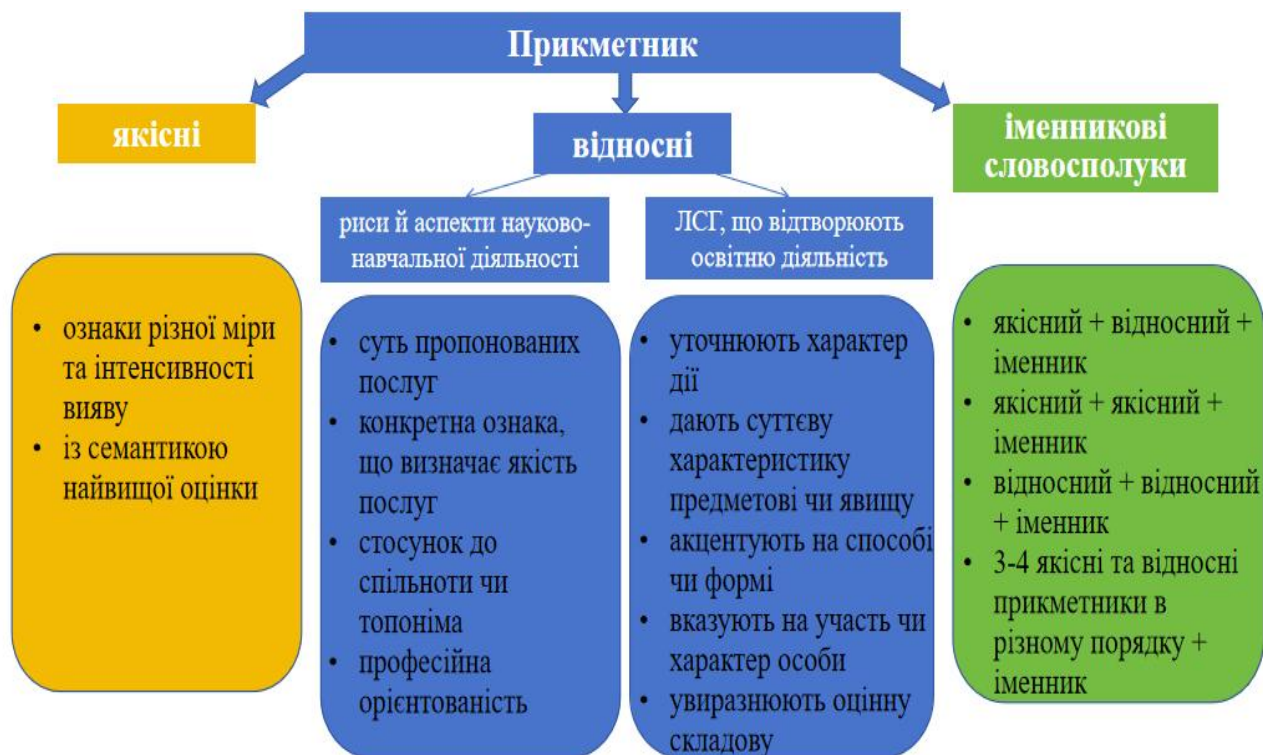 Прикметник
якісні
відносні
іменникові
словосполуки
риси й аспекти науково-
навчальної діяльності
ЛСГ, що відтворюють
освітню діяльність
• ознаки різної міри
та інтенсивності
вияву
• із семантикою
найвищої оцінки
• суть пропонованих
послуг
• конкретна ознака,
що визначає якість
послуг
• стосунок до
спільноти чи
топоніма
• професійна
орієнтованість
• уточнюють характер
дії
• дають суттєву
характеристику
предметові чи явищу
• акцентують на способі
чи формі
• вказують на участь чи
характер особи
• увиразнюють оцінну
складову
• якісний + відносний +
іменник
• якісний + якісний +
іменник
• відносний + відносний
+ іменник
• 3-4 якісні та відносні
прикметники в
різному порядку +
іменник